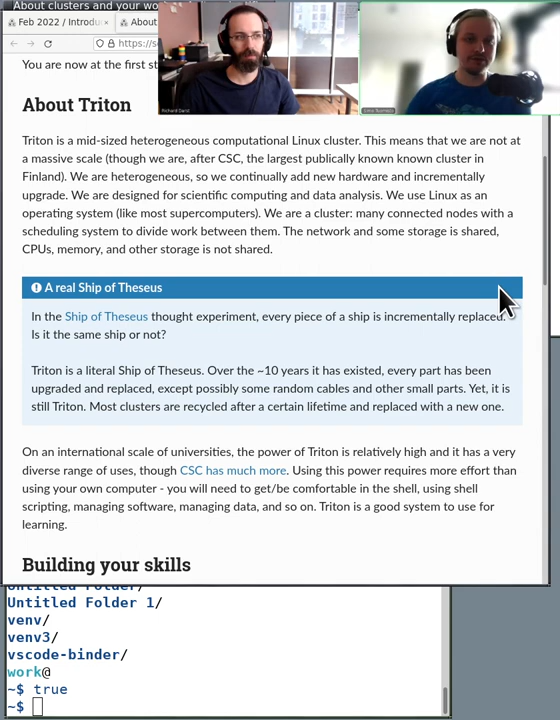 About clusters and your wo
Feb 2022 / Introdu
About
https://s
You are now at the first st
About Triton
Triton is a mid-sized heterogeneous computational Linux cluster. This means that we are not at
a massive scale (though we are, after CSC, the largest publically known known cluster in
Finland). We are heterogeneous, so we continually add new hardware and incrementally
upgrade. We are designed for scientific computing and data analysis. We use Linux as an
operating system (like most supercomputers). We are a cluster: many connected nodes with a
scheduling system to divide work between them. The network and some storage is shared,
CPUs, memory, and other storage is not shared.
A real Ship of Theseus
In the Ship of Theseus thought experiment, every piece of a ship is incrementally replaced.
Is it the same ship or not?
Triton is a literal Ship of Theseus. Over the ~10 years it has existed, every part has been
upgraded and replaced, except possibly some random cables and other small parts. Yet, it is
still Triton. Most clusters are recycled after a certain lifetime and replaced with a new one.
On an international scale of universities, the power of Triton is relatively high and it has a very
diverse range of uses, though CSC has much more. Using this power requires more effort than
using your own computer - you will need to get/be comfortable in the shell, using shell
scripting, managing software, managing data, and so on. Triton is a good system to use for
learning.
Building your skills
Untitled Folder/
Untitled Folder 1/
venv/
venv3/
vscode-binder/
work@
~$ true
~$